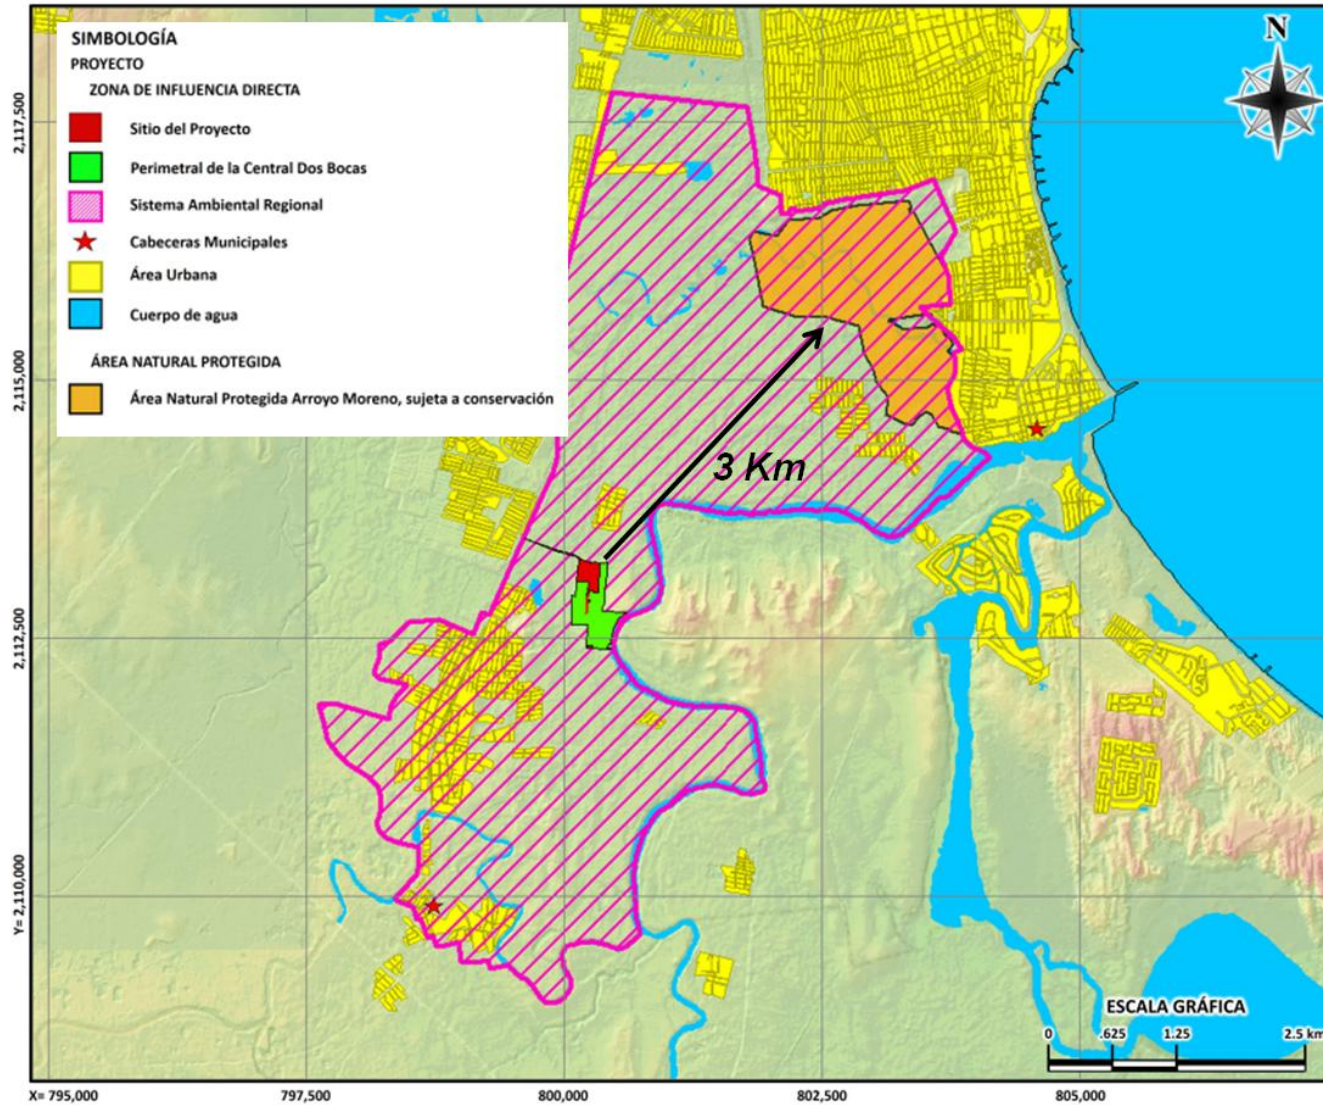 SIMBOLOGÍA
PROYECTO
ZONA DE INFLUENCIA DIRECTA
Sitio del Proyecto
Perimetral de la Central Dos Bocas
Sistema Ambiental Regional
Cabeceras Municipales
Área Urbana
Cuerpo de agua
ÁREA NATURAL PROTEGIDA
Área Natural Protegida Arroyo Moreno, sujeta a conservación
N
2,117,500
2,115,000
2,112,500
Y= 2,110,000
3 Km
ESCALA GRÁFICA
0 .625 1.25 2.5 km
X= 795,000 797,500 800,000 802,500 805,000